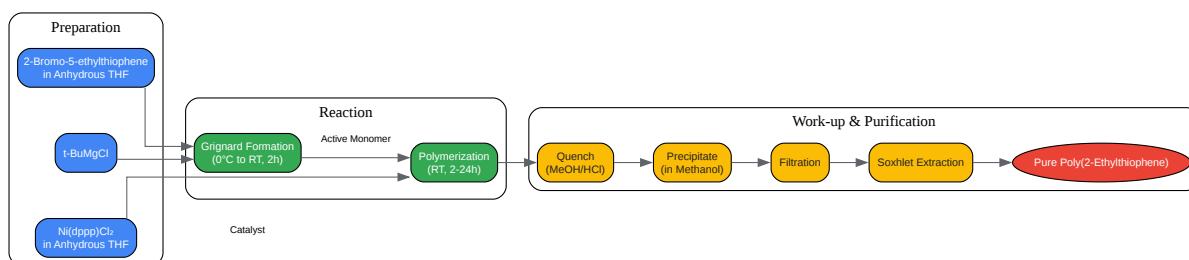 Preparation
2-Bromo-5-ethylthiophene
in Anhydrous THF
t-BuMgCl
Ni(dppp)Cl₂
in Anhydrous THF
Reaction
Grignard Formation
(0°C to RT, 2h)
Active Monomer
Polymerization
(RT, 2-24h)
Catalyst
Work-up & Purification
Quench
(MeOH/HCl)
Precipitate
(in Methanol)
Filtration
Soxhlet Extraction
Pure Poly(2-Ethylthiophene)